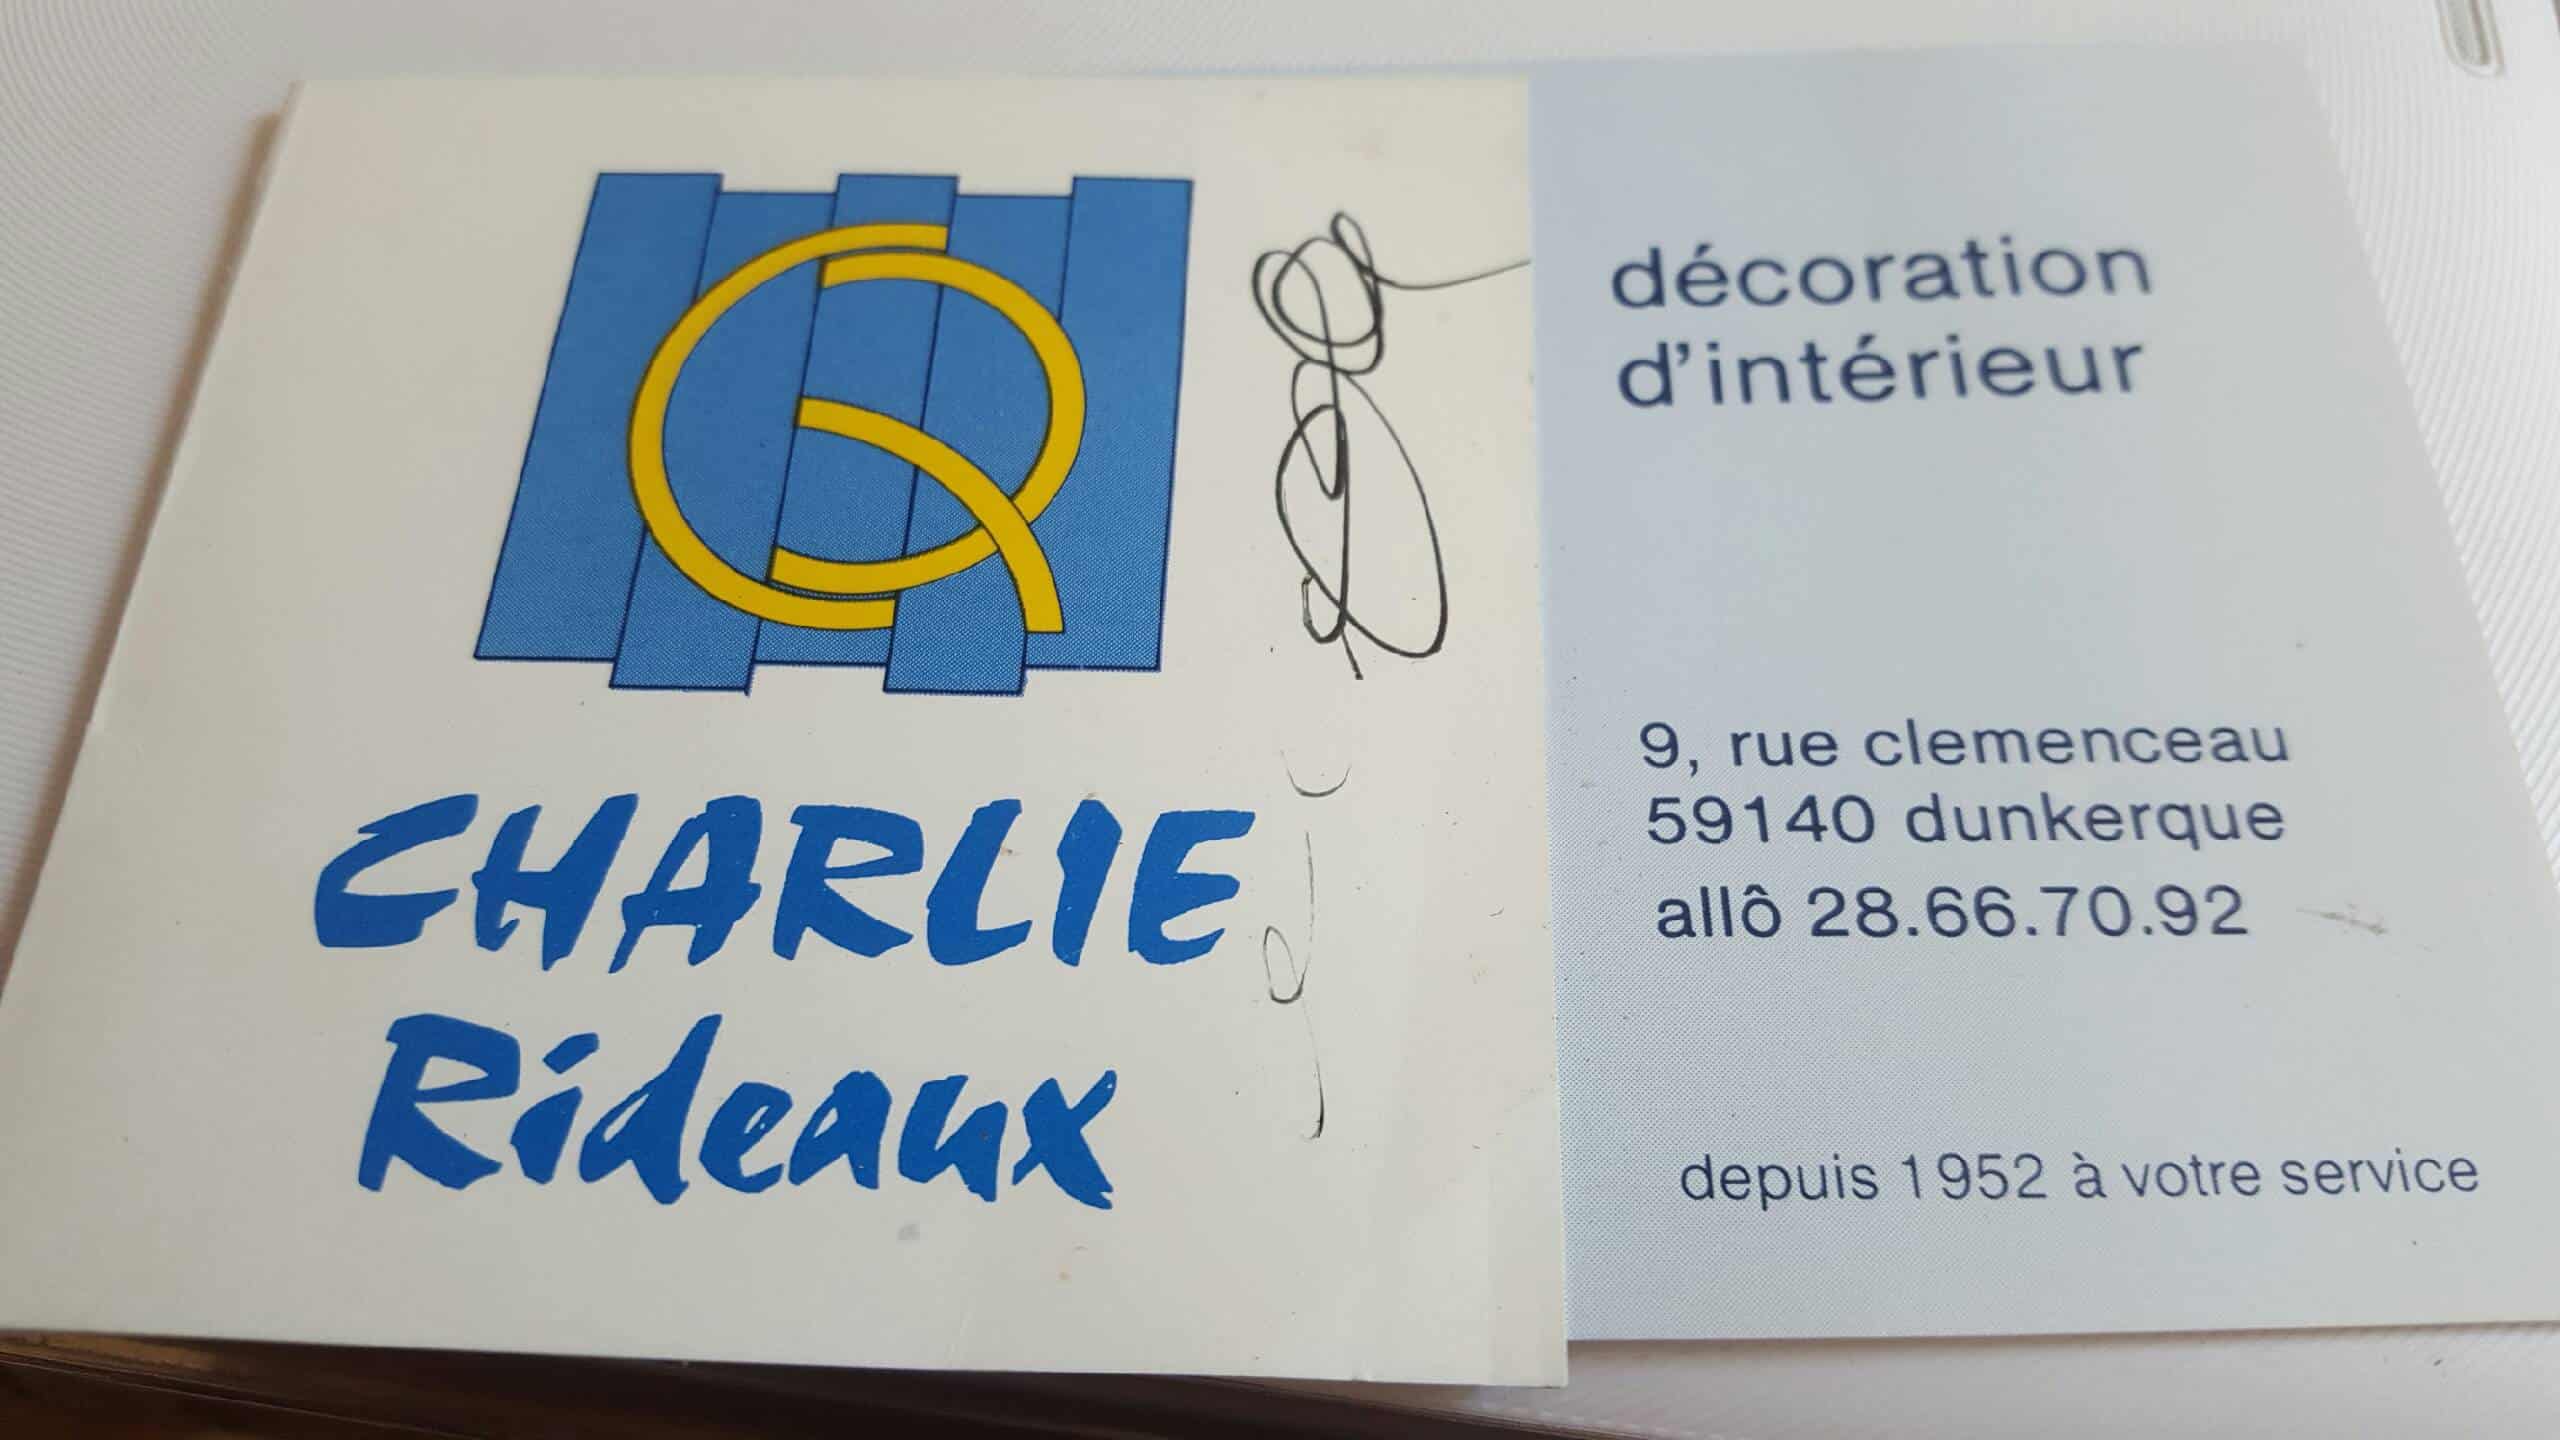 CHARLIE
Rideaux
décoration
d'intérieur
9, rue clemenceau
59140 dunkerque
allô 28.66.70.92
depuis 1952 à votre service